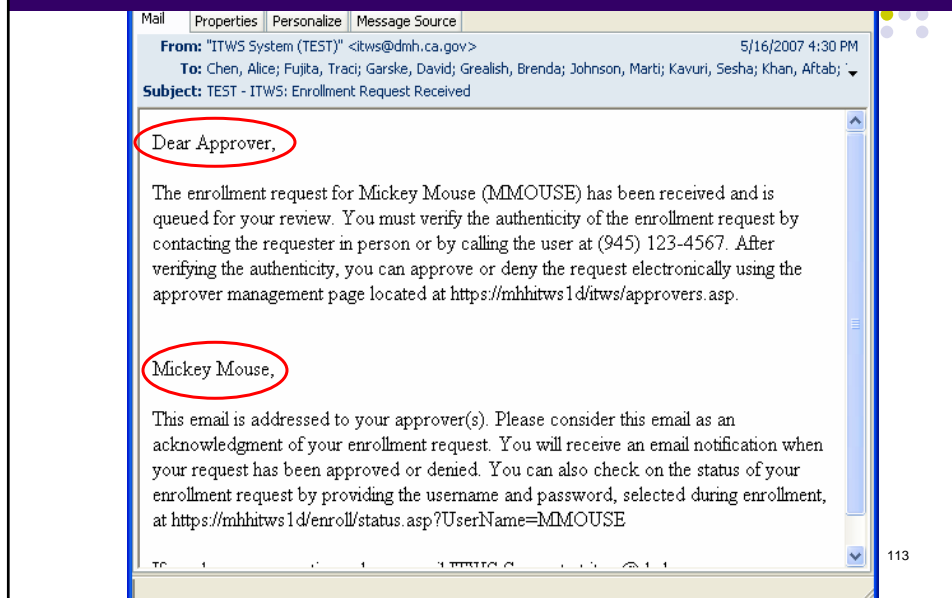 Mail Properties Personalize Message Source
From: "ITWS System (TEST)" <itws@dmh.ca.gov> 5/16/2007 4:30 PM
To: Chen, Alice; Fujita, Traci; Garske, David; Grealish, Brenda; Johnson, Marti; Kavuri, Sesha; Khan, Aftab;
Subject: TEST - ITWS: Enrollment Request Received
Dear Approver,
The enrollment request for Mickey Mouse (MMOUSE) has been received and is
queued for your review. You must verify the authenticity of the enrollment request by
contacting the requester in person or by calling the user at (945) 123-4567. After
verifying the authenticity, you can approve or deny the request electronically using the
approver management page located at https://mhhitws1d/itws/approvers.asp.
Mickey Mouse,
This email is addressed to your approver(s). Please consider this email as an
acknowledgment of your enrollment request. You will receive an email notification when
your request has been approved or denied. You can also check on the status of your
enrollment request by providing the username and password, selected during enrollment,
at https://mhhitws1d/enroll/status.asp?UserName=MMOUSE
113